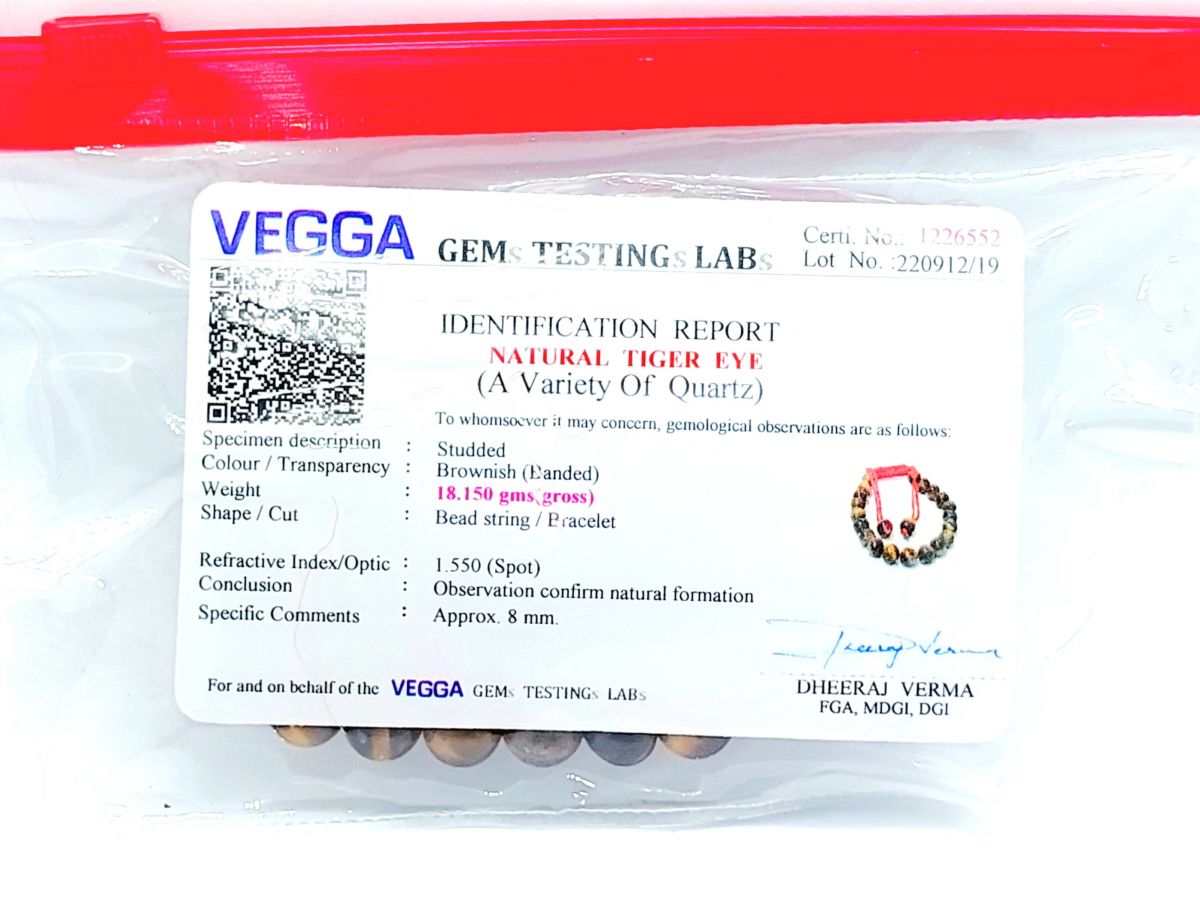 VEGGA GEMs TESTINGs LABs
Certi. No.: 1226552
Lot No. :220912/19
IDENTIFICATION REPORT
NATURAL TIGER EYE
(A Variety Of Quartz)
To whomsoever it may concern, gemological observations are as follows:
Specimen description : Studded
Colour / Transparency : Brownish (Banded)
Weight : 18.150 gms(gross)
Shape / Cut : Bead string / Bracelet
Refractive Index/Optic : 1.550 (Spot)
Conclusion : Observation confirm natural formation
Specific Comments : Approx. 8 mm.
Dheeraj Verma
DHEERAJ VERMA
FGA, MDGI, DGI
For and on behalf of the VEGGA GEMs TESTINGs LABs